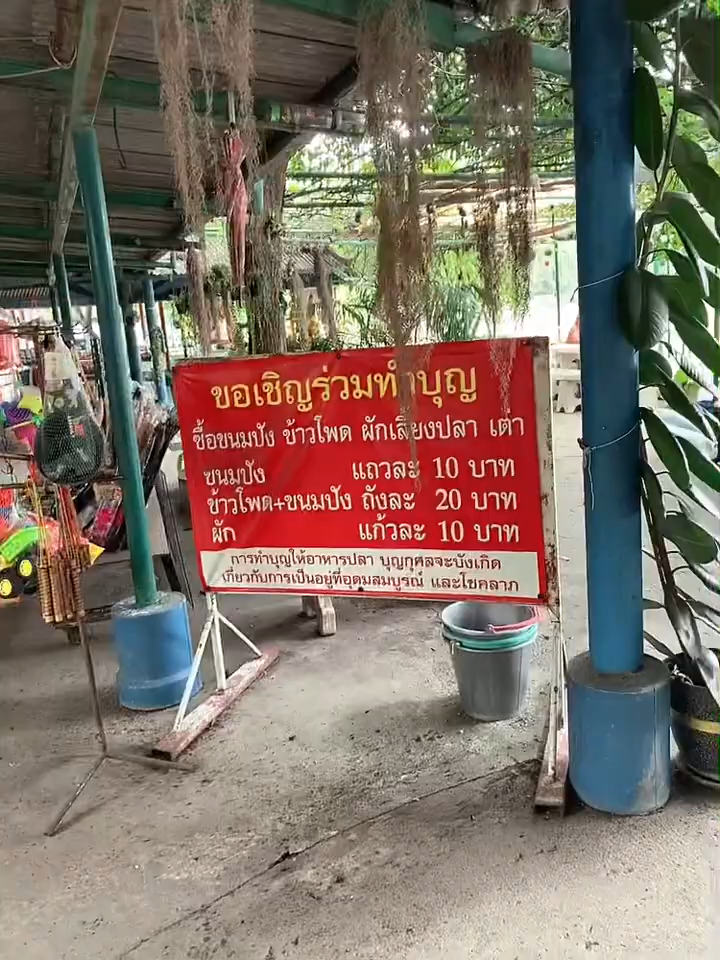 ขอเชิญร่วมทำบุญ
ซื้อขนมปัง ข้าวโพด ผักเลี้ยงปลา เต่า
ขนมปัง แถวละ 10 บาท
ข้าวโพด+ขนมปัง ถังละ 20 บาท
ผัก แก้วละ 10 บาท
การทำบุญให้อาหารปลา บุญกุศลจะบังเกิด
เกี่ยวกับการเป็นอยู่ที่อุดมสมบูรณ์ และโชคลาภ